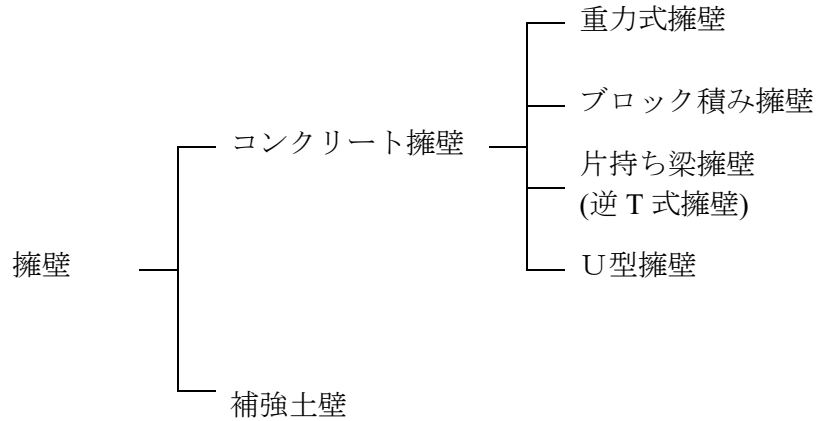 重力式擁壁
ブロック積み擁壁
コンクリート擁壁
片持ち梁擁壁
(逆T式擁壁)
擁壁
U型擁壁
補強土壁